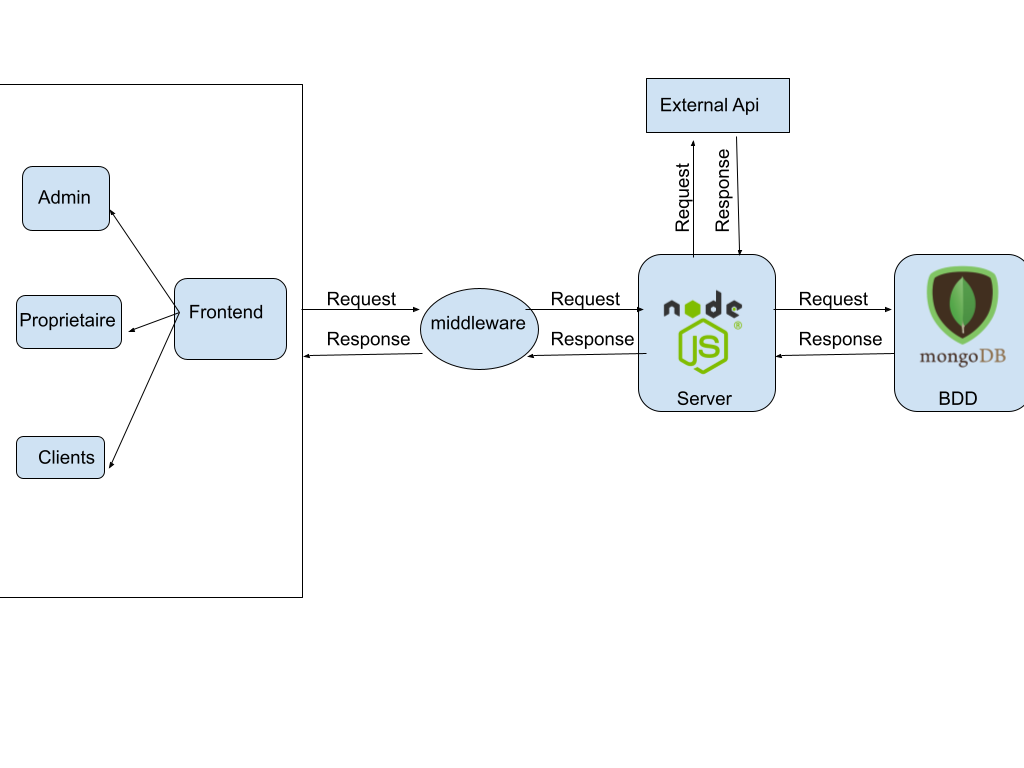 External Api
Request
Response
Admin
Proprietaire
Frontend
Clients
Request
Response
middleware
Request
Response
node
JS
®
Server
Request
Response
mongoDB
BDD